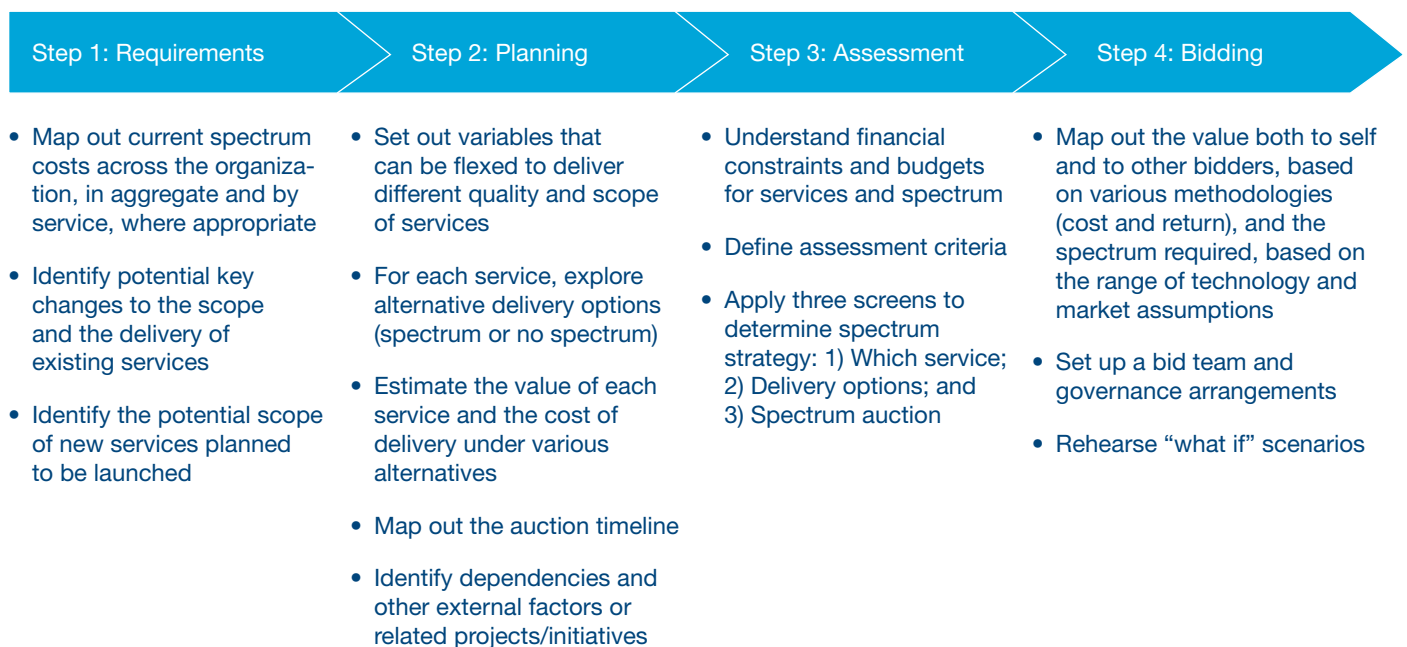 Step 1: Requirements
Step 2: Planning
Step 3: Assessment
Step 4: Bidding
• Map out current spectrum
costs across the organiza-
tion, in aggregate and by
service, where appropriate
• Identify potential key
changes to the scope
and the delivery of
existing services
• Identify the potential scope
of new services planned
to be launched
• Set out variables that
can be flexed to deliver
different quality and scope
of services
• For each service, explore
alternative delivery options
(spectrum or no spectrum)
• Estimate the value of each
service and the cost of
delivery under various
alternatives
• Map out the auction timeline
• Identify dependencies and
other external factors or
related projects/initiatives
• Understand financial
constraints and budgets
for services and spectrum
• Define assessment criteria
• Apply three screens to
determine spectrum
strategy: 1) Which service;
2) Delivery options; and
3) Spectrum auction
• Map out the value both to self
and to other bidders, based
on various methodologies
(cost and return), and the
spectrum required, based on
the range of technology and
market assumptions
• Set up a bid team and
governance arrangements
• Rehearse “what if” scenarios